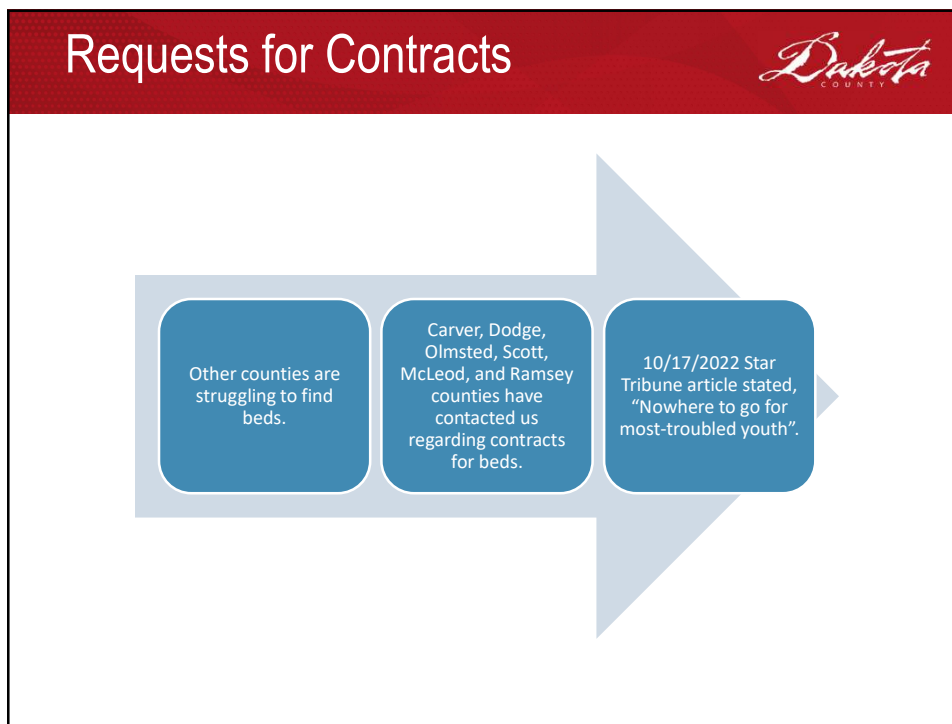 Requests for Contracts
Dakota
COUNTY
Other counties are
struggling to find
beds.
Carver, Dodge,
Olmsted, Scott,
McLeod, and Ramsey
counties have
contacted us
regarding contracts
for beds.
10/17/2022 Star
Tribune article stated,
“Nowhere to go for
most-troubled youth”.